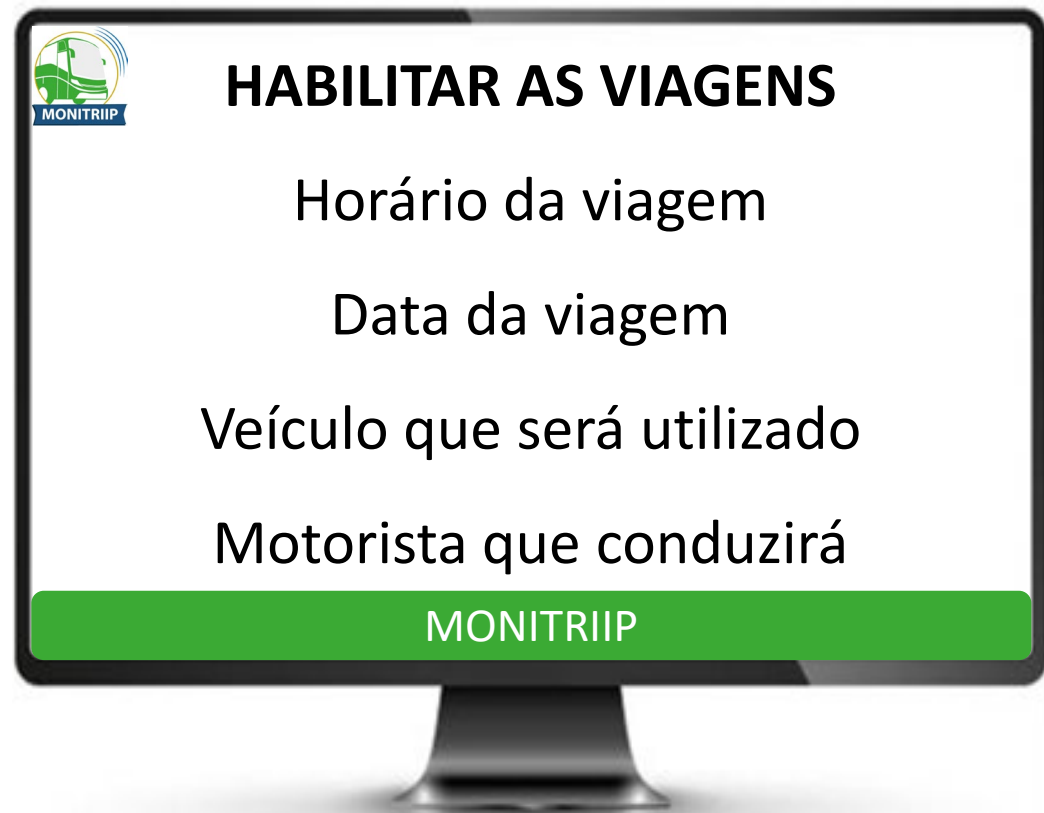 MONITRIIP
HABILITAR AS VIAGENS
Horário da viagem
Data da viagem
Veículo que será utilizado
Motorista que conduzirá
MONITRIIP